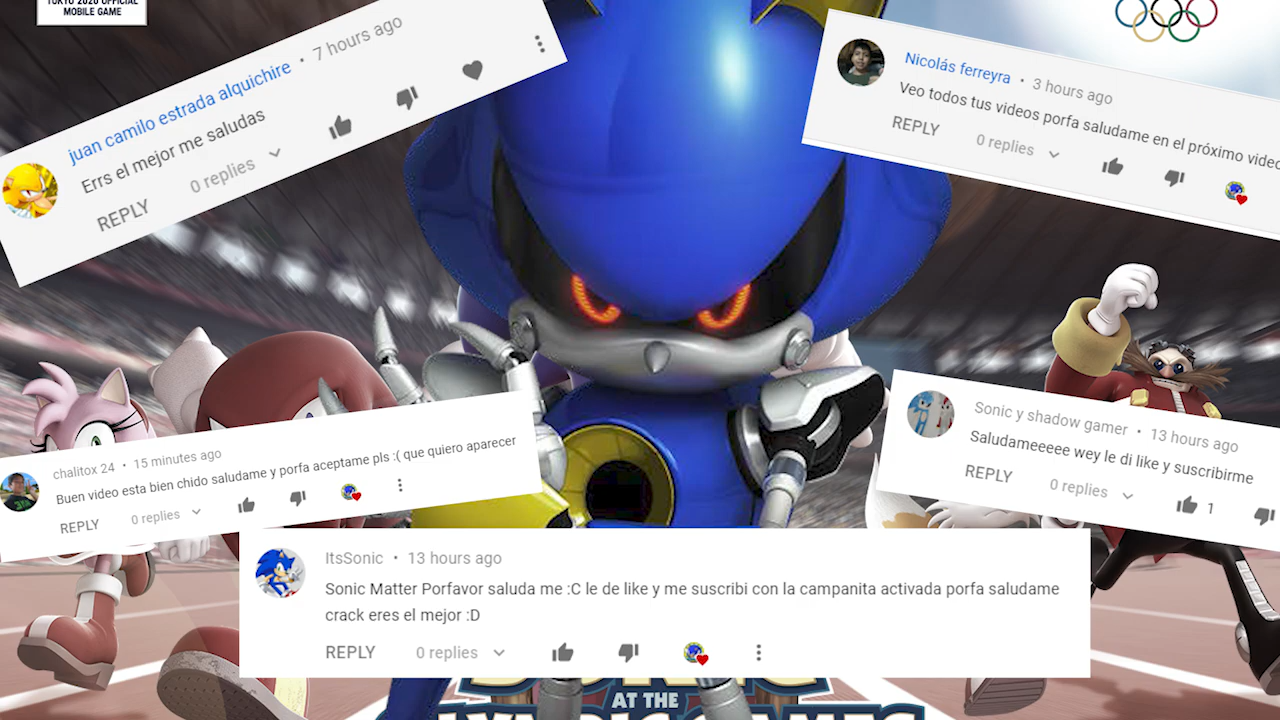 TOKYO 2020 OFFICIAL
MOBILE GAME
juan camilo estrada alquichire • 7 hours ago
Errs el mejor me saludas
REPLY 0 replies
Nicolás ferreyra • 3 hours ago
Veo todos tus videos porfa saludame en el próximo video
REPLY 0 replies
chalitox 24 • 15 minutes ago
Buen video esta bien chido saludame y porfa aceptame pls :( que quiero aparecer
REPLY 0 replies
Sonic y shadow gamer • 13 hours ago
Saludameeeee wey le di like y suscribirme
REPLY 0 replies 1
ItsSonic • 13 hours ago
Sonic Matter Porfavor saluda me :C le de like y me suscribi con la campanita activada porfa saludame
crack eres el mejor :D
REPLY 0 replies
SONIC
AT THE
OLYMPIC GAMES